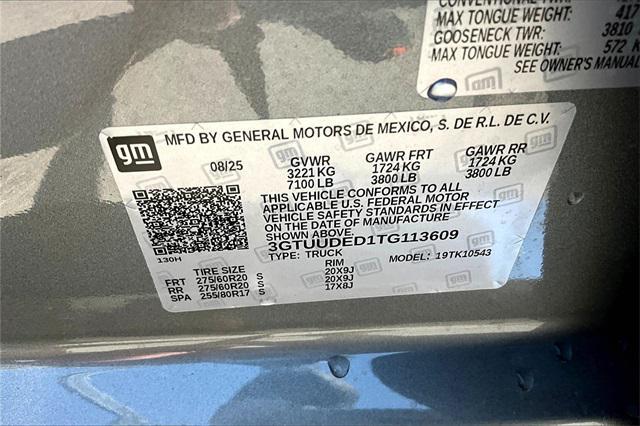 CONVENTIONAL TWR:
MAX TONGUE WEIGHT: 417
GOOSENECK TWR: 3810
MAX TONGUE WEIGHT: 572 K
SEE OWNER'S MANUAL
gm
MFD BY GENERAL MOTORS DE MEXICO, S. DE R.L. DE C.V.
08/25 GVWR GAWR FRT GAWR RR
3221 KG 1724 KG 1724 KG
7100 LB 3800 LB 3800 LB
THIS VEHICLE CONFORMS TO ALL
APPLICABLE U.S. FEDERAL MOTOR
VEHICLE SAFETY STANDARDS IN EFFECT
ON THE DATE OF MANUFACTURE
SHOWN ABOVE.
3GTUUDED1TG113609
TYPE: TRUCK MODEL: 19TK10543
130H
TIRE SIZE RIM
FRT 275/60R20 S 20X9J
RR 275/60R20 S 20X9J
SPA 255/80R17 S 17X8J